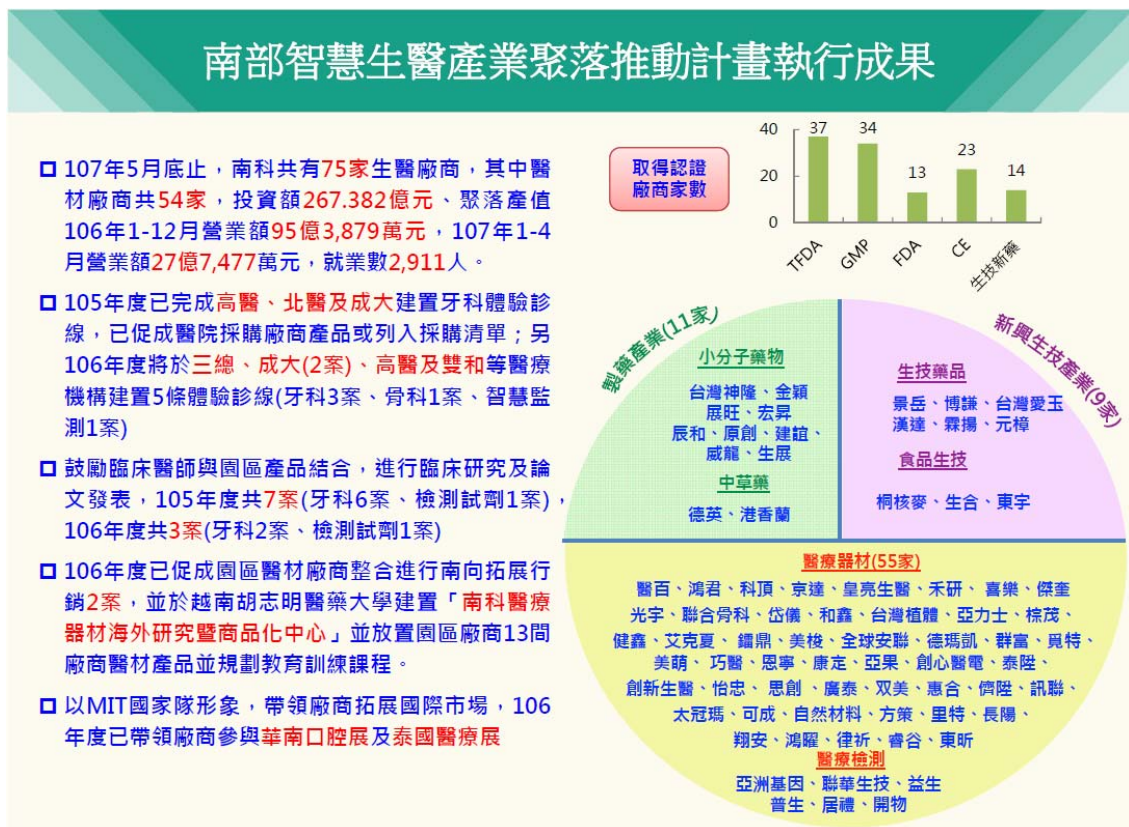 南部智慧生醫產業聚落推動計畫執行成果
107年5月底止，南科共有75家生醫廠商，其中醫
材廠商共54家，投資額267.382億元、聚落產值
106年1-12月營業額95億3,879萬元，107年1-4
月營業額27億7,477萬元，就業數2,911人。
105年度已完成高醫、北醫及成大建置牙科體驗診
線，已促成醫院採購廠商產品或列入採購清單；另
106年度將於三總、成大(2案)、高醫及雙和等醫療
機構建置5條體驗診線(牙科3案、骨科1案、智慧監
測1案)
鼓勵臨床醫師與園區產品結合，進行臨床研究及論
文發表，105年度共7案(牙科6案、檢測試劑1案)，
106年度共3案(牙科2案、檢測試劑1案)
106年度已促成園區醫材廠商整合進行南向拓展行
銷2案，並於越南胡志明醫藥大學建置「南科醫療
器材海外研究暨商品化中心」並放置園區廠商13間
廠商醫材產品並規劃教育訓練課程。
以MIT國家隊形象，帶領廠商拓展國際市場，106
年度已帶領廠商參與華南口腔展及泰國醫療展
取得認證
廠商家數
40
20
0
37
34
13
23
14
TFDA
GMP
FDA
CE
生技新藥
製藥產業(11家)
小分子藥物
台灣神隆、金穎
展旺、宏昇
辰和、原創、建誼、
威龍、生展
中草藥
德英、港香蘭
新興生技產業(9家)
生技藥品
景岳、博謙、台灣愛玉
漢達、霖揚、元樟
食品生技
桐核麥、生合、東宇
醫療器材(55家)
醫百、鴻君、科頂、京達、皇亮生醫、禾研、喜樂、傑奎
光宇、聯合骨科、岱儀、和鑫、台灣植體、亞力士、棕茂、
健鑫、艾克夏、鐳鼎、美梭、全球安聯、德瑪凱、群富、覓特、
美萌、巧醫、恩寧、康定、亞果、創心醫電、泰陞、
創新生醫、怡忠、思創、廣泰、双美、惠合、儕陞、訊聯、
太冠瑪、可成、自然材料、方策、里特、長陽、
翔安、鴻曜、律祈、睿谷、東昕
醫療檢測
亞洲基因、聯華生技、益生
普生、居禮、開物